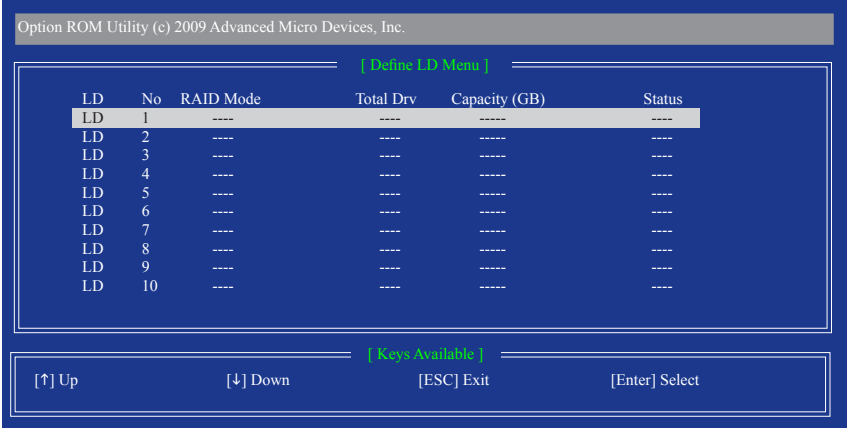 Option ROM Utility (c) 2009 Advanced Micro Devices, Inc.
[ Define LD Menu ]
LD No RAID Mode Total Drv Capacity (GB) Status
LD 1 ---- ---- ----- ----
LD 2 ---- ---- ----- ----
LD 3 ---- ---- ----- ----
LD 4 ---- ---- ----- ----
LD 5 ---- ---- ----- ----
LD 6 ---- ---- ----- ----
LD 7 ---- ---- ----- ----
LD 8 ---- ---- ----- ----
LD 9 ---- ---- ----- ----
LD 10 ---- ---- ----- ----
[ Keys Available ]
[↑] Up [↓] Down [ESC] Exit [Enter] Select